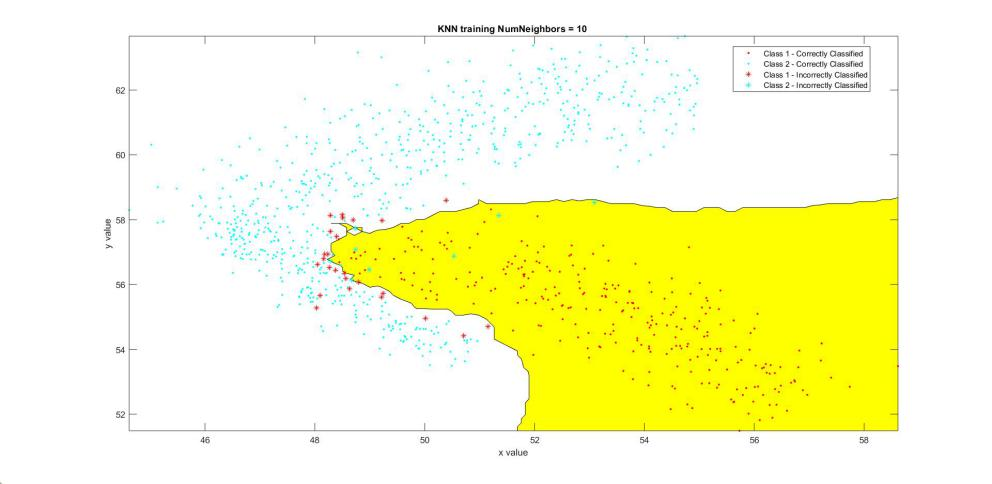 KNN training NumNeighbors = 10
Class 1 - Correctly Classified
Class 2 - Correctly Classified
Class 1 - Incorrectly Classified
Class 2 - Incorrectly Classified
62
60
58
56
54
52
y value
46 48 50 52 54 56 58
x value